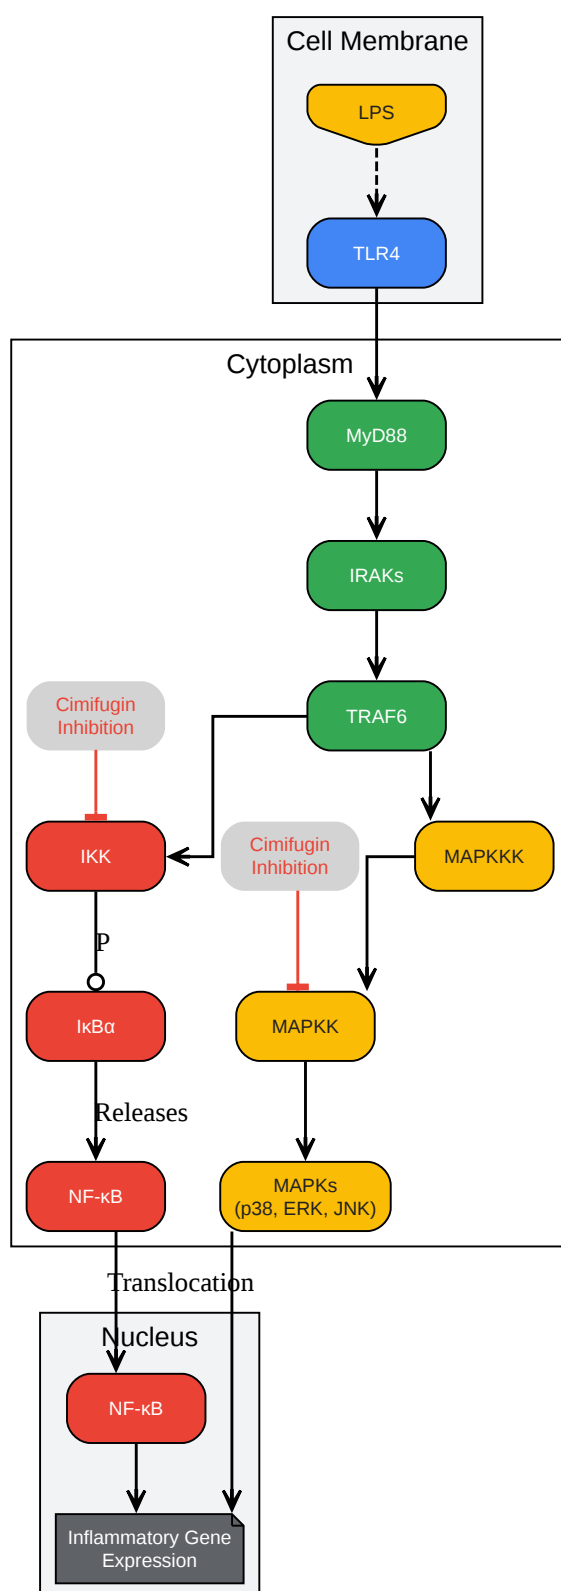 Cell Membrane
LPS
TLR4
Cytoplasm
MyD88
IRAKs
Cimifugin
Inhibition
TRAF6
IKK
Cimifugin
Inhibition
MAPKKK
P
IκBα
MAPKK
Releases
NF-κB
MAPKs
(p38, ERK, JNK)
Translocation
Nucleus
NF-κB
Inflammatory Gene
Expression